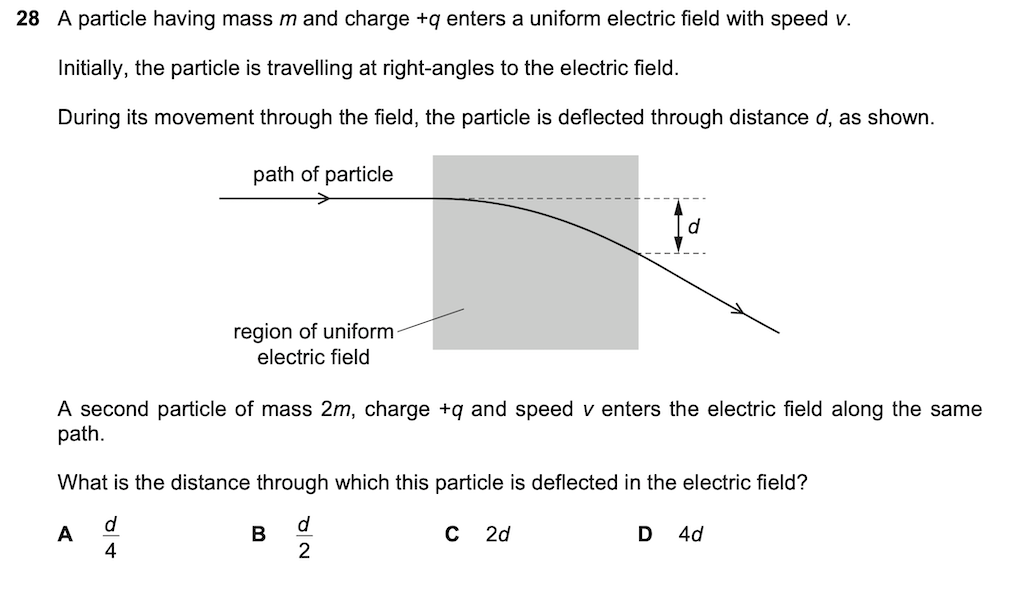 28 A particle having mass m and charge +q enters a uniform electric field with speed v.
Initially, the particle is travelling at right-angles to the electric field.
During its movement through the field, the particle is deflected through distance d, as shown.
path of particle
d
region of uniform
electric field
A second particle of mass 2m, charge +q and speed v enters the electric field along the same
path.
What is the distance through which this particle is deflected in the electric field?
A d/4 B d/2 C 2d D 4d